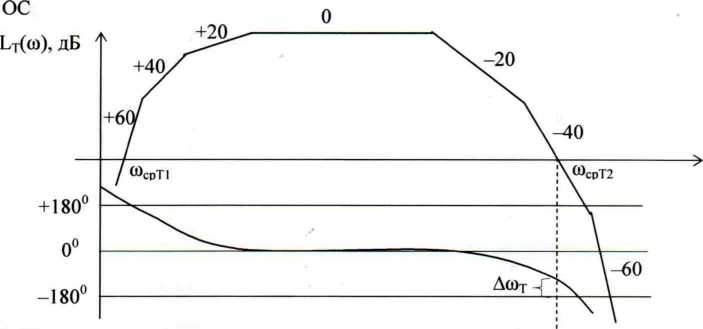 ОС
0
L_T(ω), дБ
+20
+40
–20
+60
–40
ω_срТ1
ω_срТ2
+180⁰
0⁰
–60
Δω_T
–180⁰